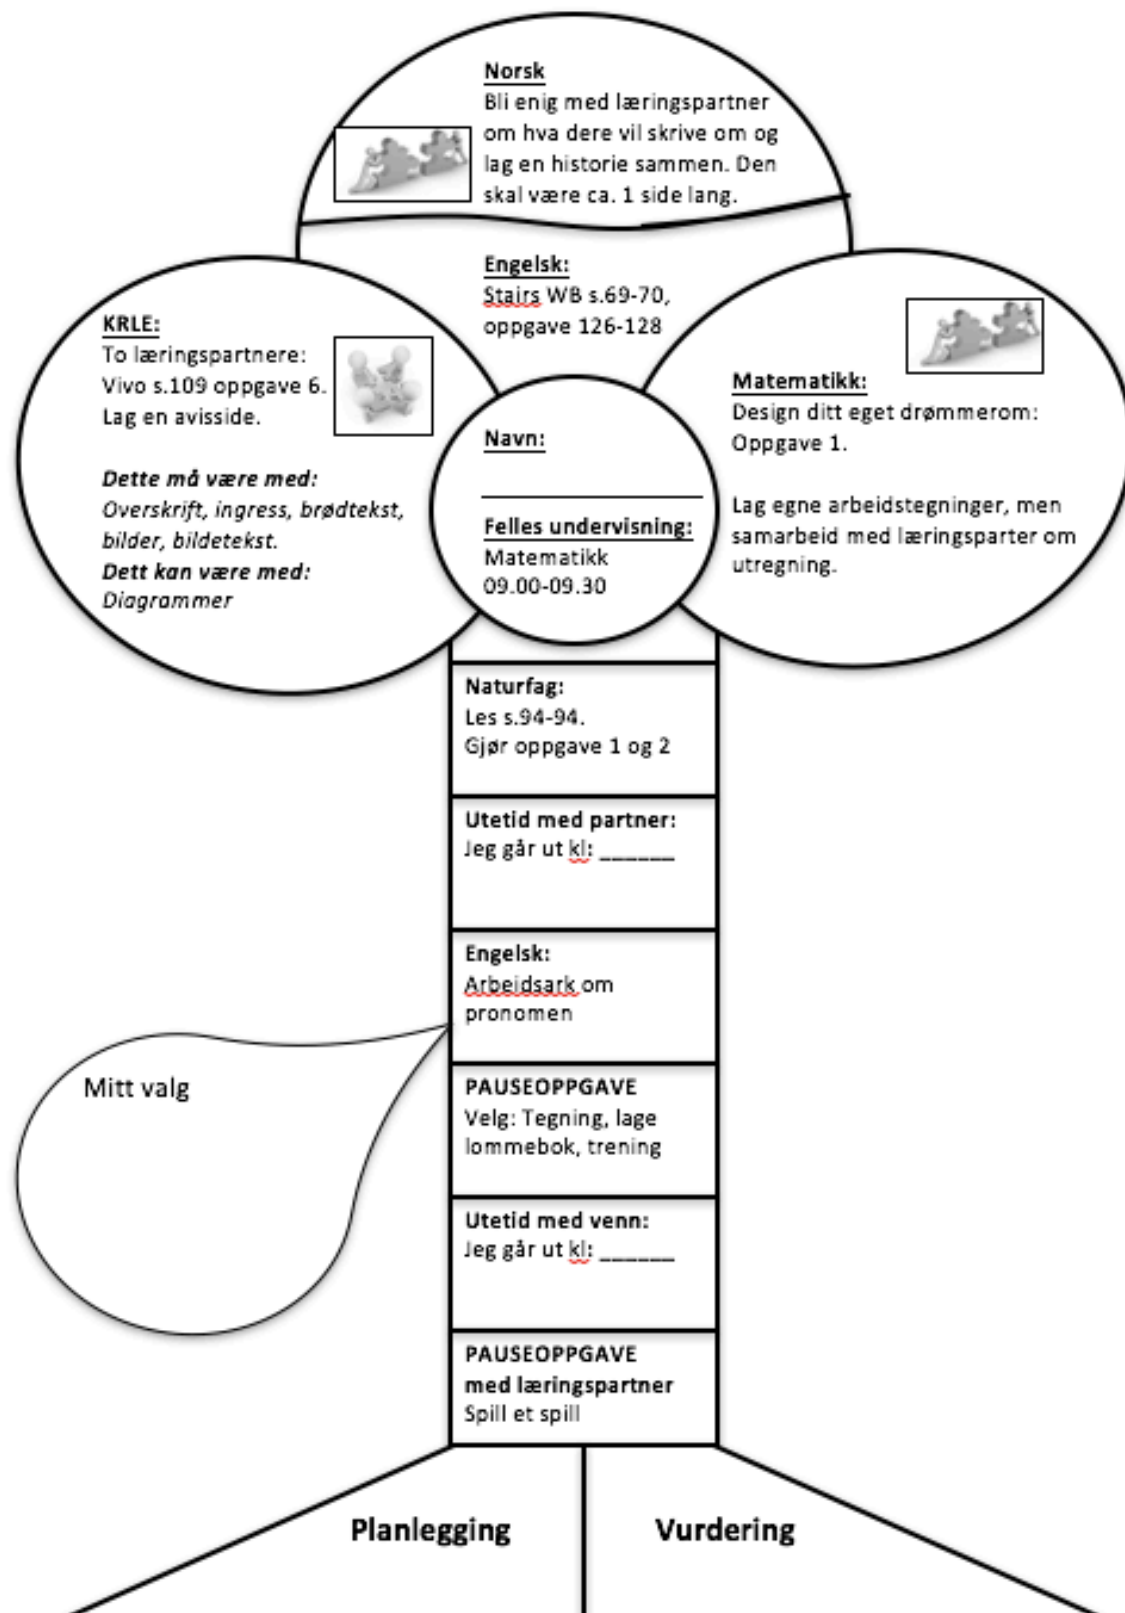 Norsk
Bli enig med læringspartner
om hva dere vil skrive om og
lag en historie sammen. Den
skal være ca. 1 side lang.
Engelsk:
Stairs WB s.69-70,
oppgave 126-128
KRLE:
To læringspartnere:
Vivo s.109 oppgave 6.
Lag en avisside.
Dette må være med:
Overskrift, ingress, brødtekst,
bilder, bildetekst.
Dett kan være med:
Diagrammer
Navn:
Felles undervisning:
Matematikk
09.00-09.30
Matematikk:
Design ditt eget drømmerom:
Oppgave 1.
Lag egne arbeidstegninger, men
samarbeid med læringsparter om
utregning.
Naturfag:
Les s.94-94.
Gjør oppgave 1 og 2
Utetid med partner:
Jeg går ut kl: ______
Engelsk:
Arbeidsark om
pronomen
Mitt valg
PAUSEOPPGAVE
Velg: Tegning, lage
lommebok, trening
Utetid med venn:
Jeg går ut kl: ______
PAUSEOPPGAVE
med læringspartner
Spill et spill
Planlegging
Vurdering